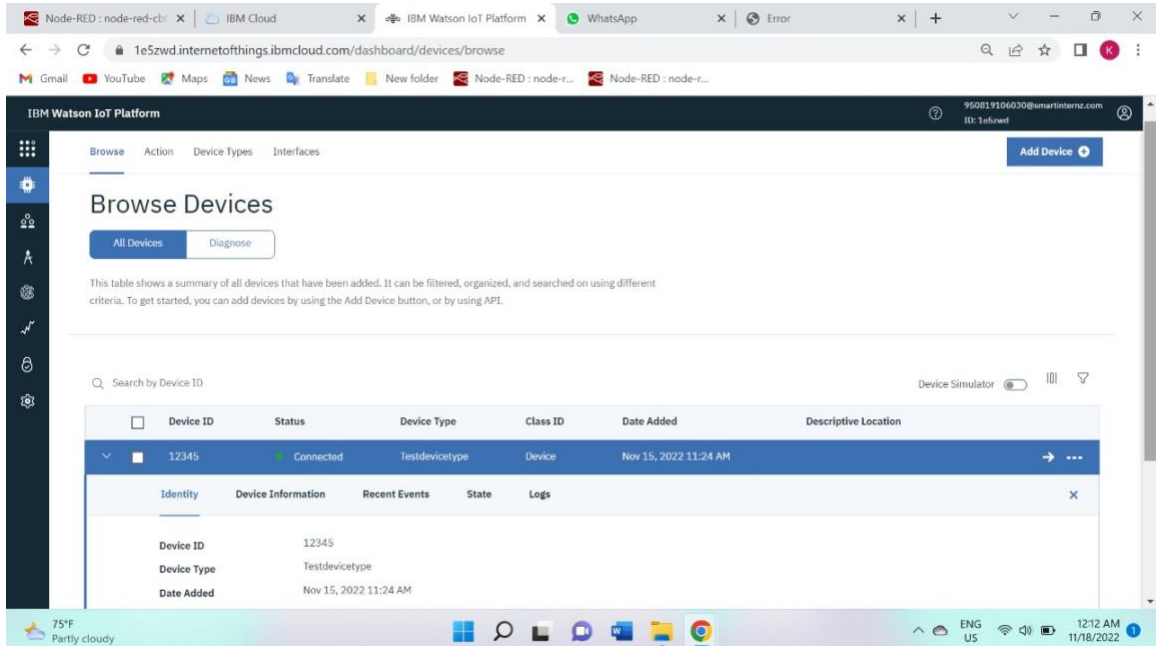 Node-RED : node-red-ch
IBM Cloud
IBM Watson IoT Platform
WhatsApp
Error
1e5zwd.internetofthings.ibmcloud.com/dashboard/devices/browse
K
Gmail
YouTube
Maps
News
Translate
New folder
Node-RED : node-r...
Node-RED : node-r...
IBM Watson IoT Platform
950819106030@smartinternz.com
ID: 1e5zwd
Browse
Action
Device Types
Interfaces
Add Device
Browse Devices
All Devices
Diagnose
This table shows a summary of all devices that have been added. It can be filtered, organized, and searched on using different
criteria. To get started, you can add devices by using the Add Device button, or by using API.
Search by Device ID
Device Simulator
Device ID Status Device Type Class ID Date Added Descriptive Location
12345 Connected Testdevicetype Device Nov 15, 2022 11:24 AM
Identity Device Information Recent Events State Logs
Device ID 12345
Device Type Testdevicetype
Date Added Nov 15, 2022 11:24 AM
75°F
Partly cloudy
ENG
US
12:12 AM
11/18/2022
1